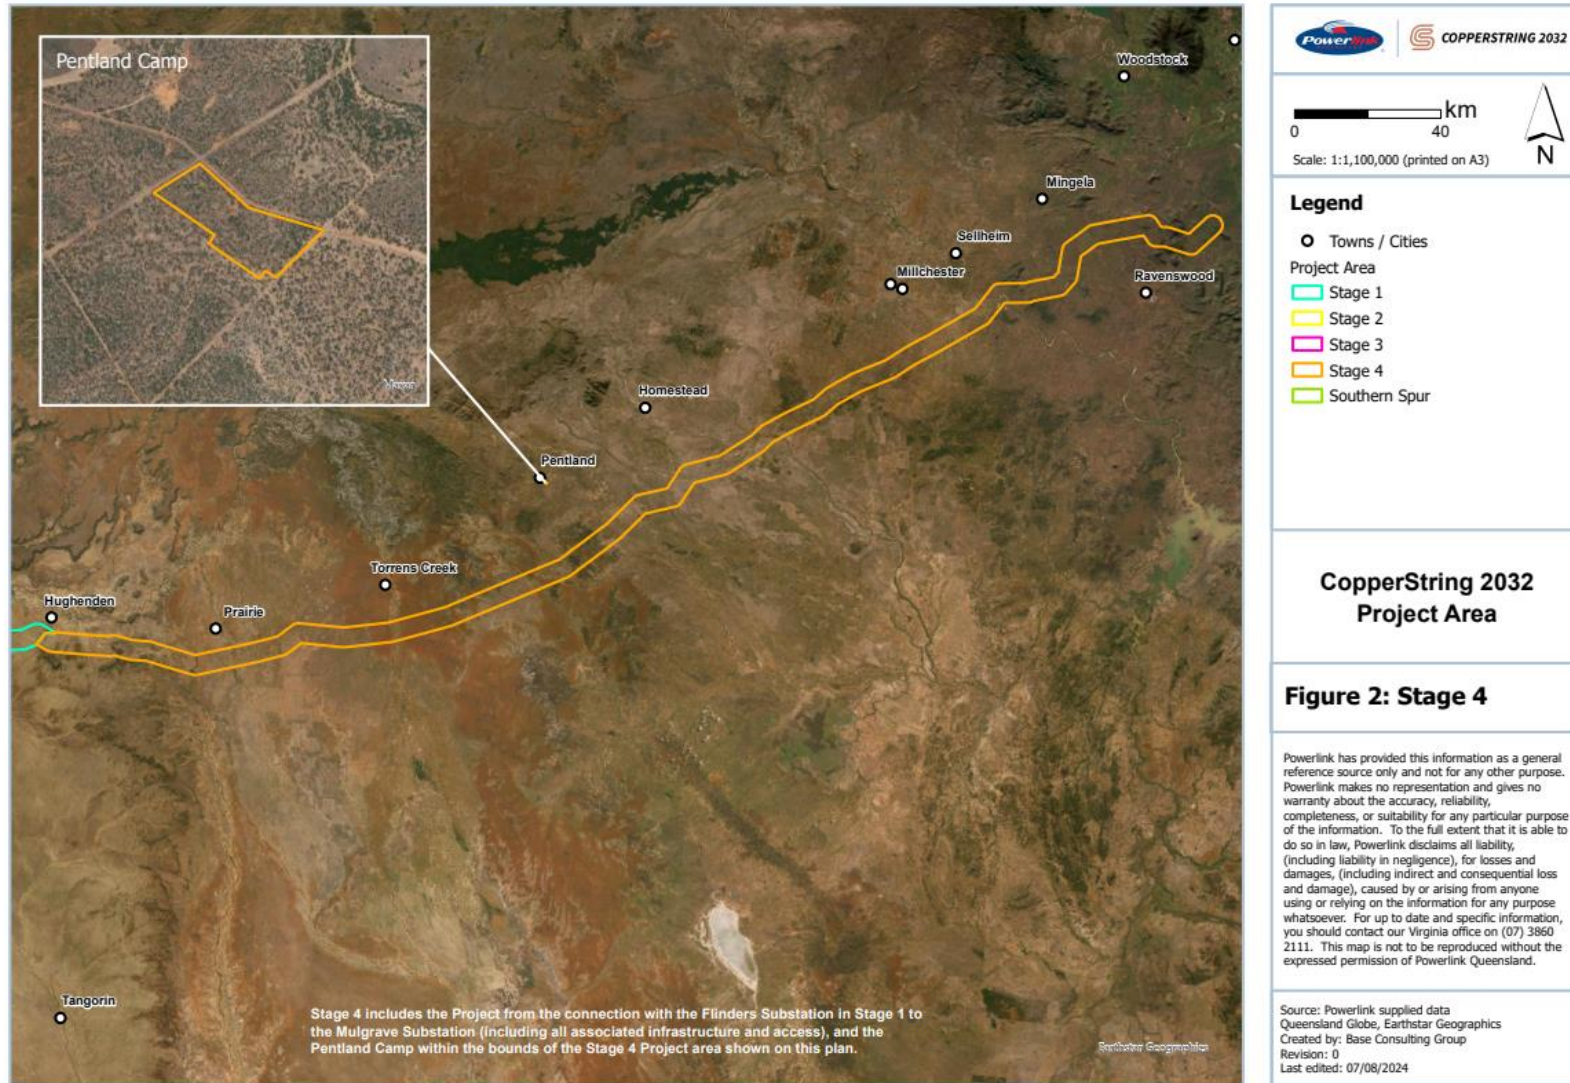 Pentland Camp
Maxar
Woodstock
Mingela
Sellheim
Millchester
Ravenswood
Homestead
Pentland
Torrens Creek
Hughenden
Prairie
Tangorin
Stage 4 includes the Project from the connection with the Flinders Substation in Stage 1 to
the Mulgrave Substation (including all associated infrastructure and access), and the
Pentland Camp within the bounds of the Stage 4 Project area shown on this plan.
Earthstar Geographics
Powerlink
COPPERSTRING 2032
km
0 40
N
Scale: 1:1,100,000 (printed on A3)
Legend
Towns / Cities
Project Area
Stage 1
Stage 2
Stage 3
Stage 4
Southern Spur
CopperString 2032
Project Area
Figure 2: Stage 4
Powerlink has provided this information as a general
reference source only and not for any other purpose.
Powerlink makes no representation and gives no
warranty about the accuracy, reliability,
completeness, or suitability for any particular purpose
of the information. To the full extent that it is able to
do so in law, Powerlink disclaims all liability,
(including liability in negligence), for losses and
damages, (including indirect and consequential loss
and damage), caused by or arising from anyone
using or relying on the information for any purpose
whatsoever. For up to date and specific information,
you should contact our Virginia office on (07) 3860
2111. This map is not to be reproduced without the
expressed permission of Powerlink Queensland.
Source: Powerlink supplied data
Queensland Globe, Earthstar Geographics
Created by: Base Consulting Group
Revision: 0
Last edited: 07/08/2024